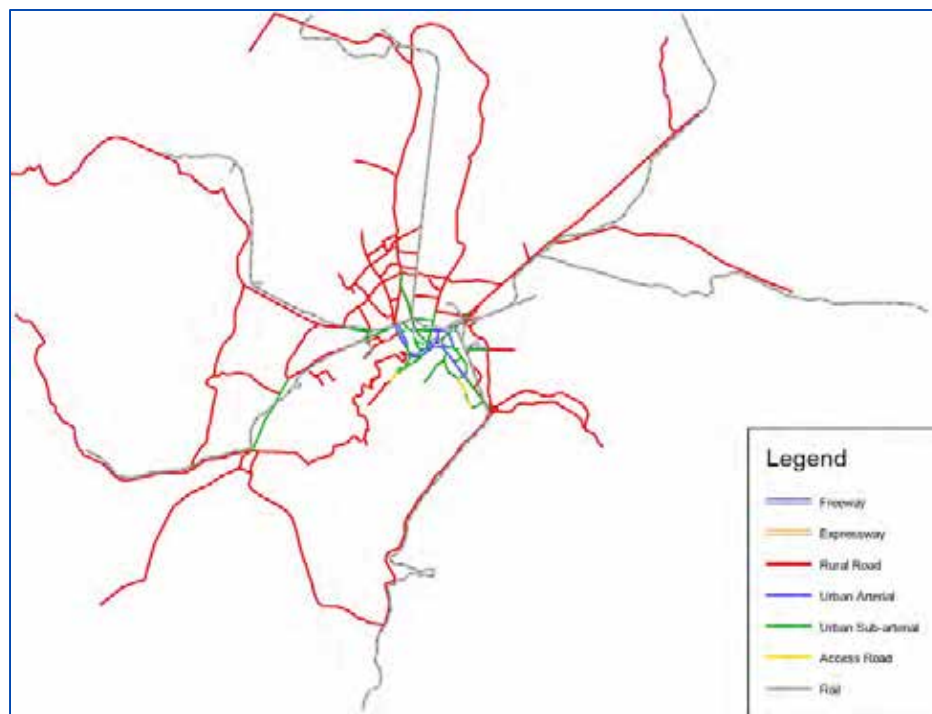 Legend
Freeway
Expressway
Rural Road
Urban Arterial
Urban Sub-arterial
Access Road
Rail